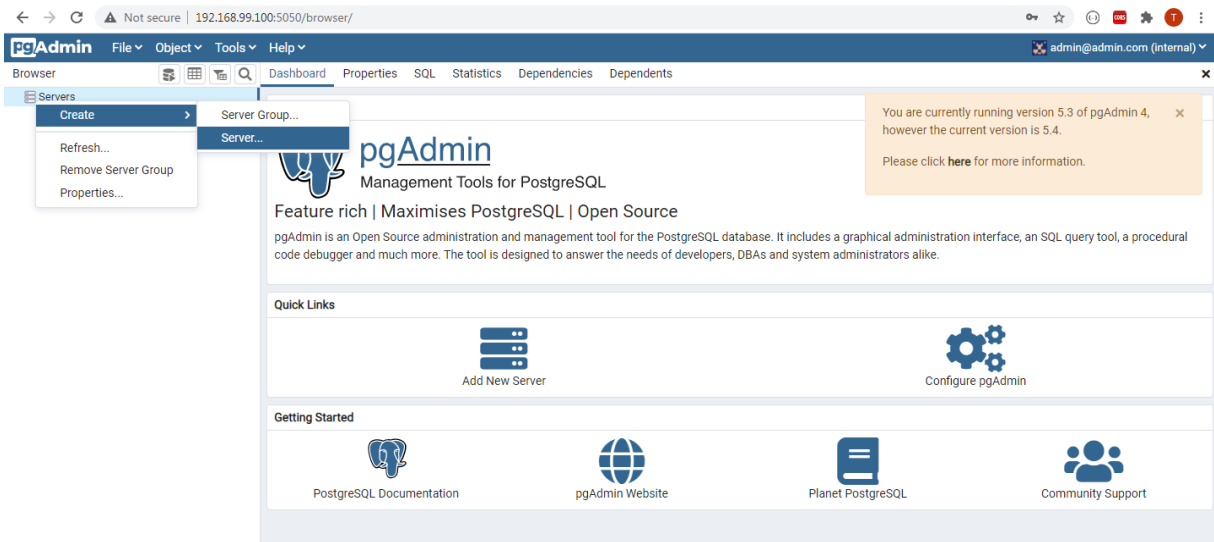 Not secure | 192.168.99.100:5050/browser/
CORS
T
pgAdmin File Object Tools Help admin@admin.com (internal)
Browser
Dashboard Properties SQL Statistics Dependencies Dependents
Servers
Create
Server Group...
Server...
Refresh...
Remove Server Group
Properties...
You are currently running version 5.3 of pgAdmin 4,
however the current version is 5.4.
Please click here for more information.
pgAdmin
Management Tools for PostgreSQL
Feature rich | Maximises PostgreSQL | Open Source
pgAdmin is an Open Source administration and management tool for the PostgreSQL database. It includes a graphical administration interface, an SQL query tool, a procedural
code debugger and much more. The tool is designed to answer the needs of developers, DBAs and system administrators alike.
Quick Links
Add New Server
Configure pgAdmin
Getting Started
PostgreSQL Documentation
pgAdmin Website
Planet PostgreSQL
Community Support